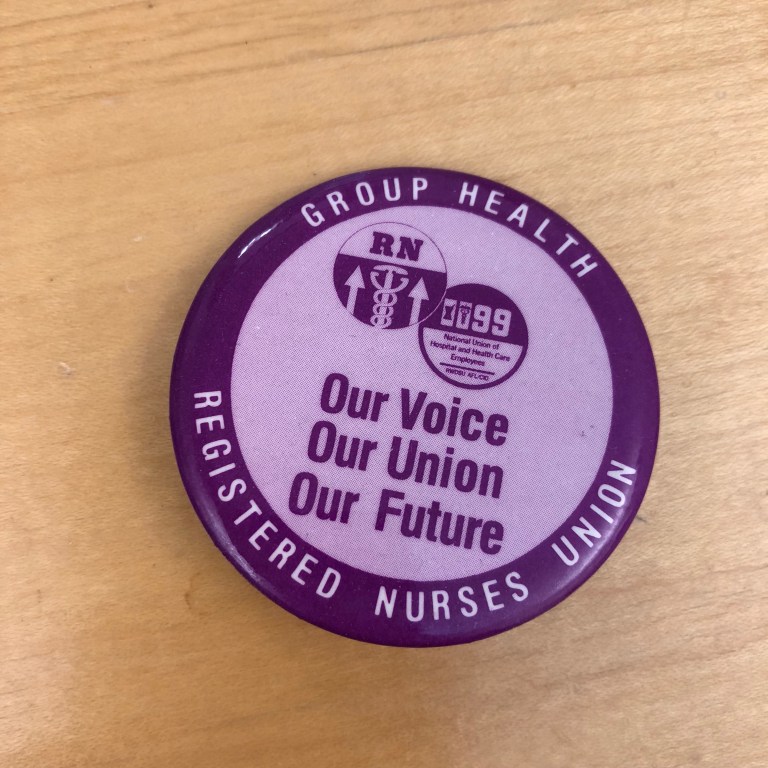 GROUP HEALTH
RN
1199
National Union of
Hospital and Health Care
Employees
RWDSU AFL/CIO
Our Voice
Our Union
Our Future
REGISTERED NURSES UNION